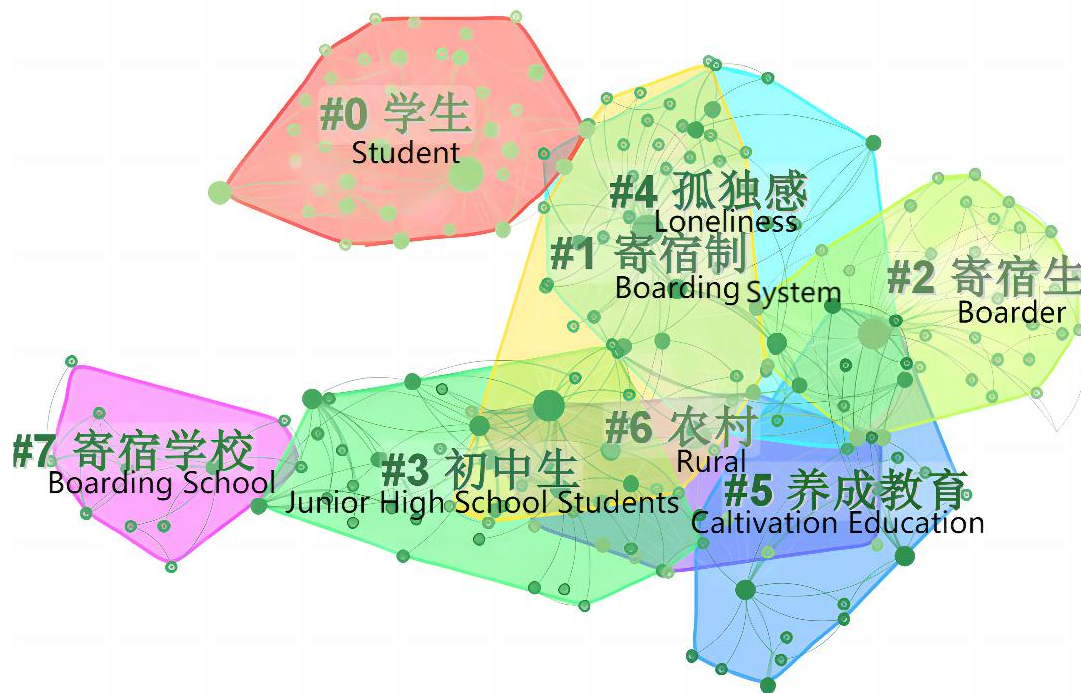 #0 学生
Student
#4 孤独感
Loneliness
#1 寄宿制
Boarding System
#2 寄宿生
Boarder
#6 农村
Rural
#7 寄宿学校
Boarding School
#3 初中生
Junior High School Students
#5 养成教育
Caltivation Education